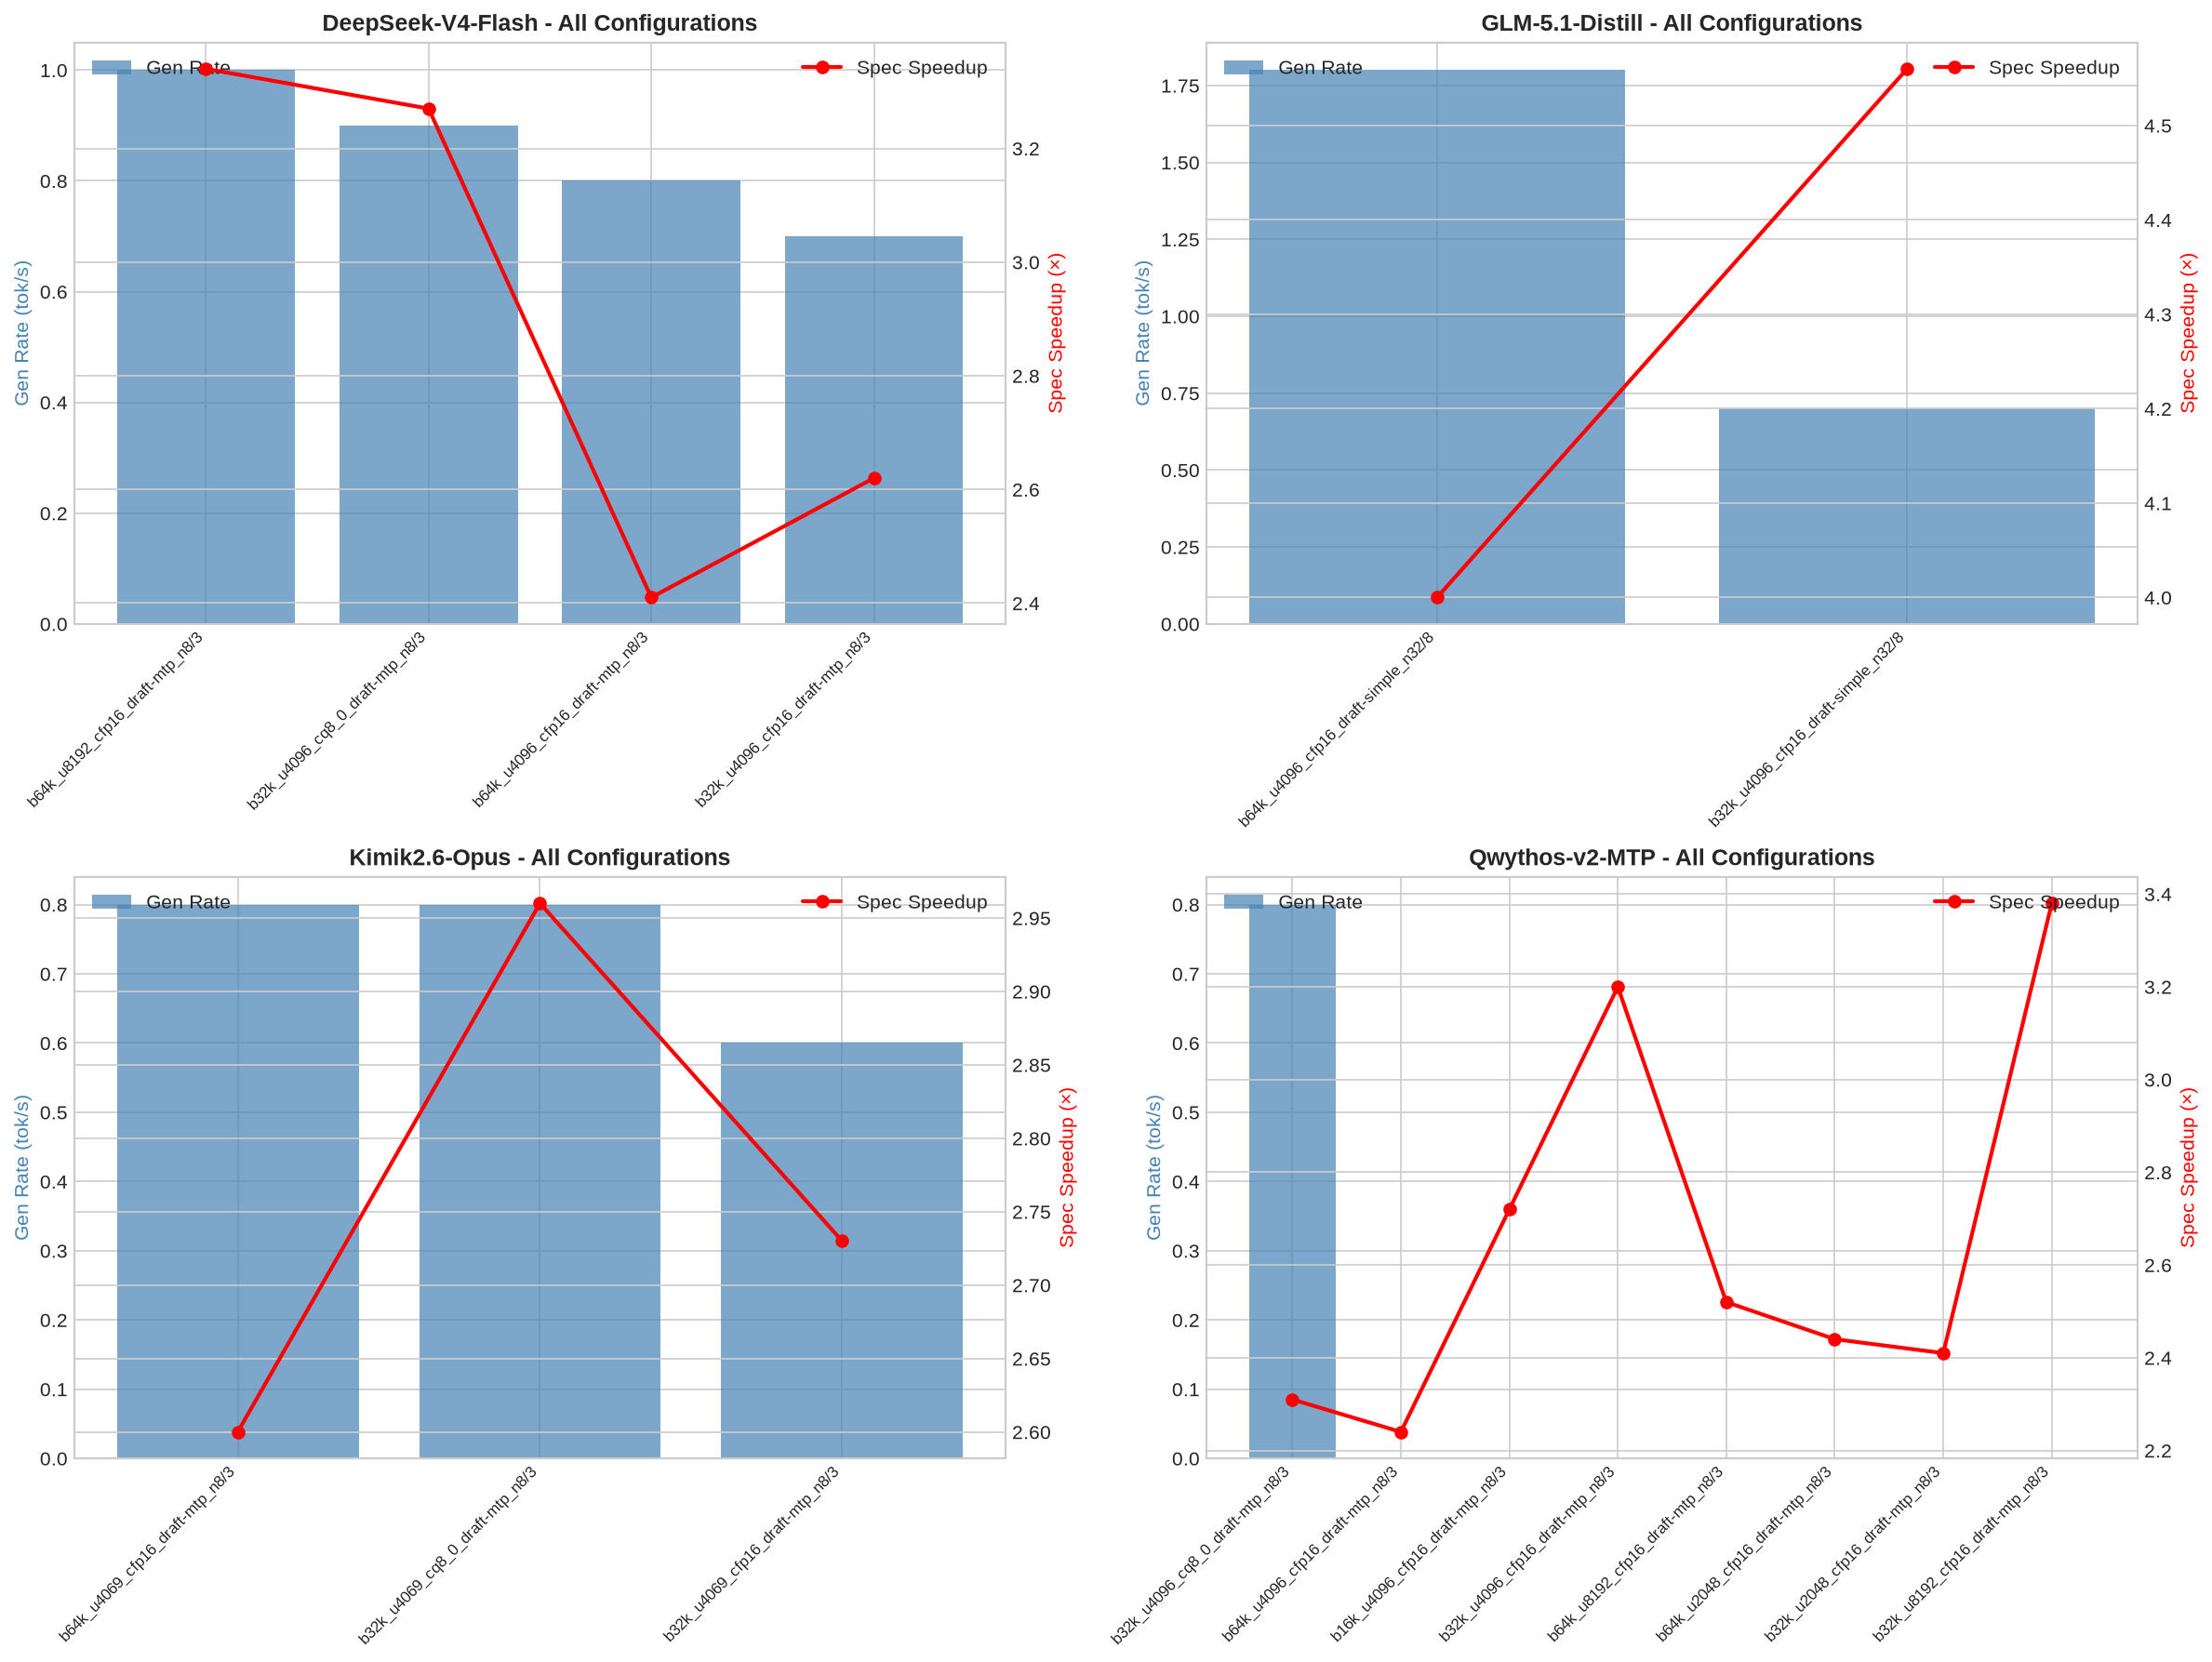 DeepSeek-V4-Flash - All Configurations
Gen Rate
Spec Speedup
Gen Rate (tok/s)
1.0
0.8
0.6
0.4
0.2
0.0
3.2
3.0
2.8
2.6
2.4
Spec Speedup (×)
b64k_u8192_cfp16_draft-mtp_n8/3
b32k_u4096_cq8_0_draft-mtp_n8/3
b64k_u4096_cfp16_draft-mtp_n8/3
b32k_u4096_cfp16_draft-mtp_n8/3
GLM-5.1-Distill - All Configurations
Gen Rate
Spec Speedup
Gen Rate (tok/s)
1.75
1.50
1.25
1.00
0.75
0.50
0.25
0.00
4.5
4.4
4.3
4.2
4.1
4.0
Spec Speedup (×)
b64k_u4096_cfp16_draft-simple_n32/8
b32k_u4096_cfp16_draft-simple_n32/8
Kimik2.6-Opus - All Configurations
Gen Rate
Spec Speedup
Gen Rate (tok/s)
0.8
0.7
0.6
0.5
0.4
0.3
0.2
0.1
0.0
2.95
2.90
2.85
2.80
2.75
2.70
2.65
2.60
Spec Speedup (×)
b64k_u4069_cfp16_draft-mtp_n8/3
b32k_u4069_cq8_0_draft-mtp_n8/3
b32k_u4069_cfp16_draft-mtp_n8/3
Qwythos-v2-MTP - All Configurations
Gen Rate
Spec Speedup
Gen Rate (tok/s)
0.8
0.7
0.6
0.5
0.4
0.3
0.2
0.1
0.0
3.4
3.2
3.0
2.8
2.6
2.4
2.2
Spec Speedup (×)
b32k_u4096_cq8_0_draft-mtp_n8/3
b64k_u4096_cfp16_draft-mtp_n8/3
b16k_u4096_cfp16_draft-mtp_n8/3
b32k_u4096_cfp16_draft-mtp_n8/3
b64k_u8192_cfp16_draft-mtp_n8/3
b64k_u2048_cfp16_draft-mtp_n8/3
b32k_u2048_cfp16_draft-mtp_n8/3
b32k_u8192_cfp16_draft-mtp_n8/3